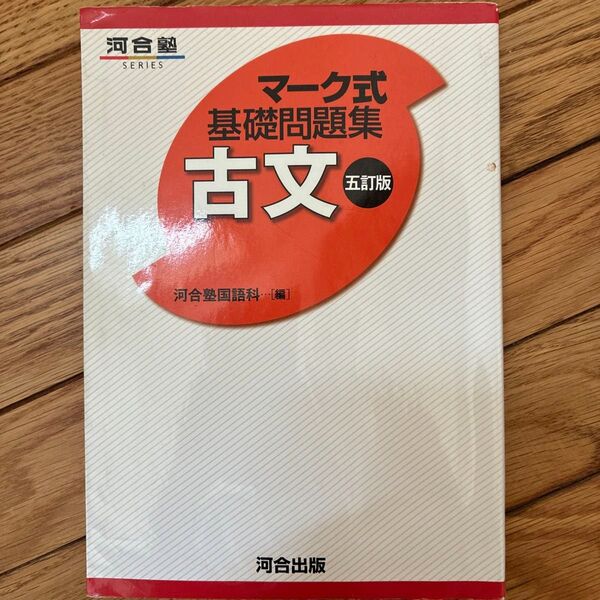 河合塾
SERIES
マーク式
基礎問題集
古文
五訂版
河合塾国語科…[編]
河合出版